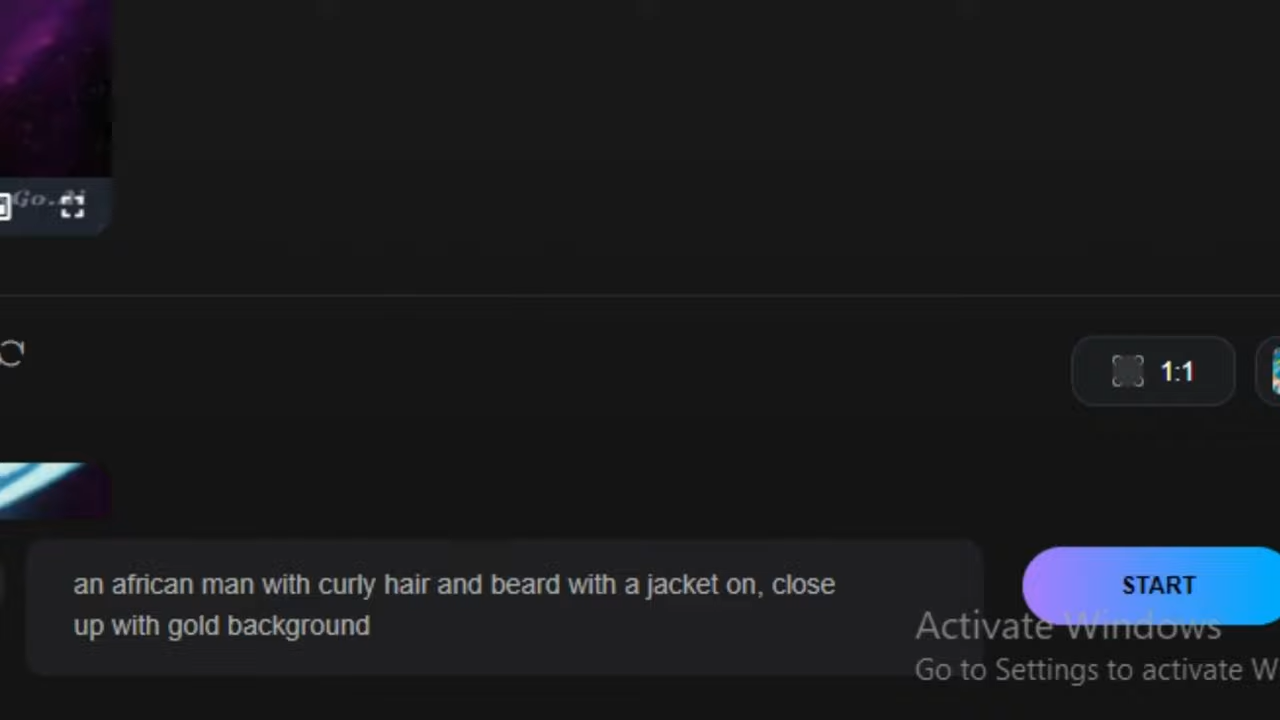 1:1
an african man with curly hair and beard with a jacket on, close
up with gold background
START
Activate Windows
Go to Settings to activate W